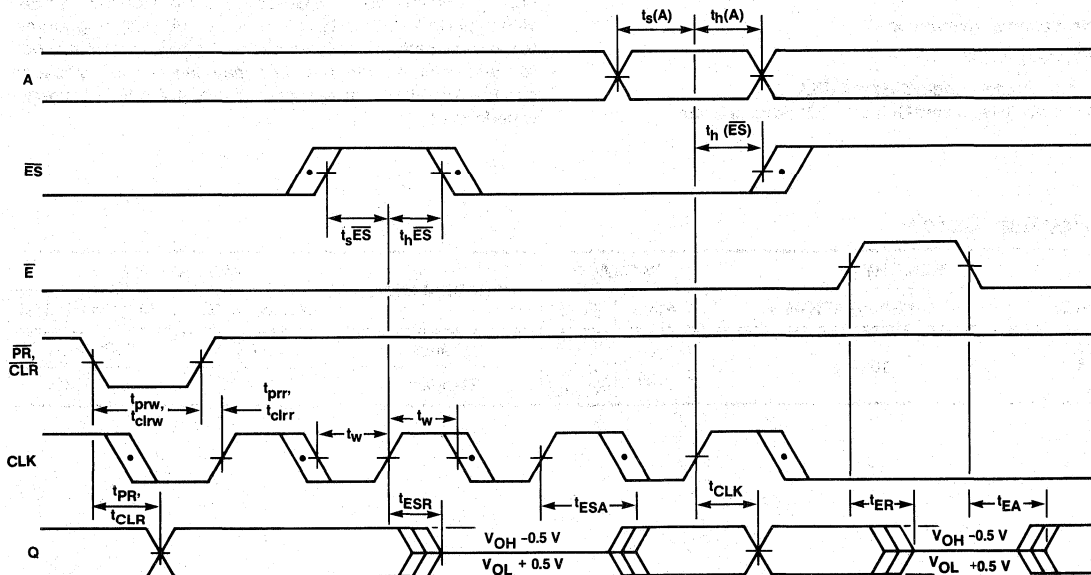 ts(A) th(A)
A
th (ES)
ES
tsES thES
E
PR,
CLR
tprw,
tclrw
tprr,
tclrr
tw tw
CLK
tPR,
tCLR
tESR tESA tCLK tER tEA
Q
VOH -0.5 V
VOL + 0.5 V
VOH -0.5 V
VOL +0.5 V